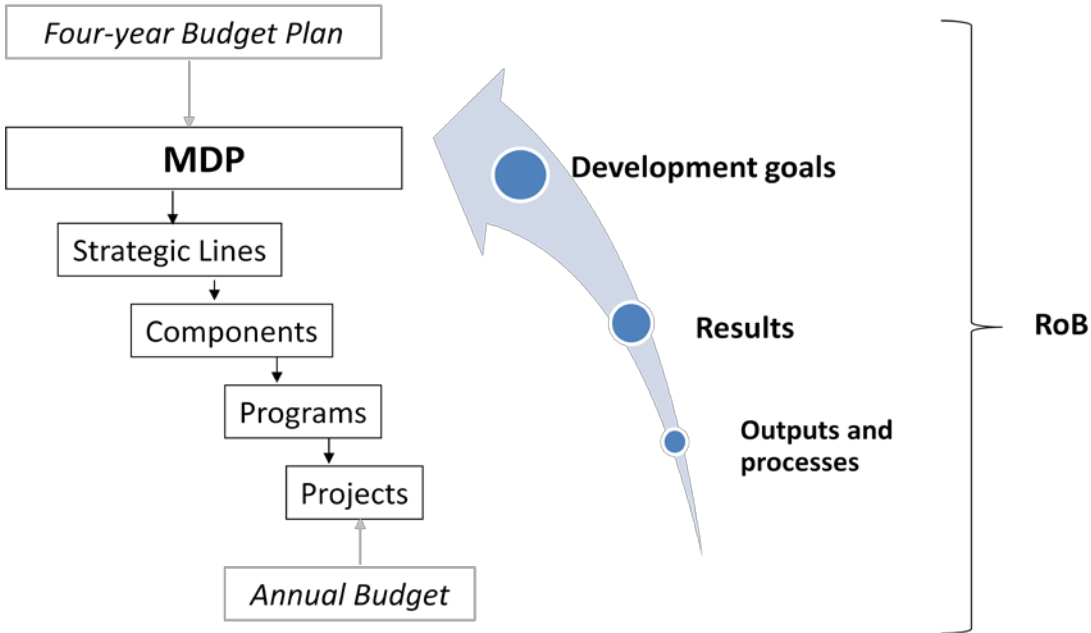 Four-year Budget Plan
MDP
Strategic Lines
Components
Programs
Projects
Annual Budget
Development goals
Results
Outputs and
processes
RoB